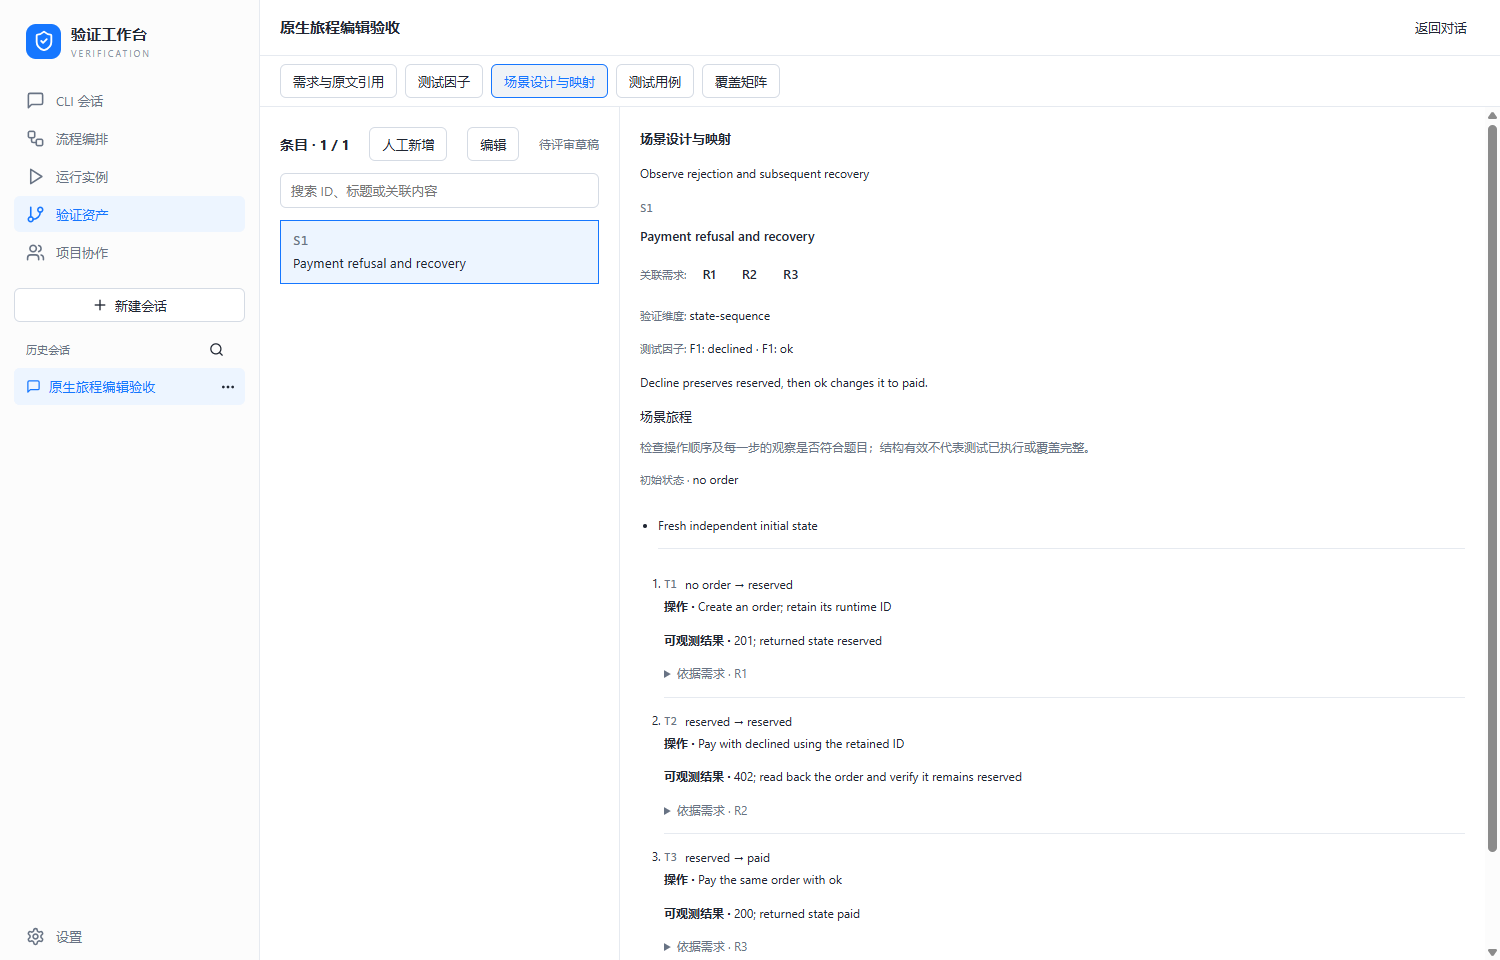 验证工作台
VERIFICATION
CLI 会话
流程编排
运行实例
验证资产
项目协作
新建会话
历史会话
原生旅程编辑验收
设置
原生旅程编辑验收
返回对话
需求与原文引用 测试因子 场景设计与映射 测试用例 覆盖矩阵
条目 · 1 / 1 人工新增 编辑 待评审草稿
搜索 ID、标题或关联内容
S1
Payment refusal and recovery
场景设计与映射
Observe rejection and subsequent recovery
S1
Payment refusal and recovery
关联需求: R1 R2 R3
验证维度: state-sequence
测试因子: F1: declined · F1: ok
Decline preserves reserved, then ok changes it to paid.
场景旅程
检查操作顺序及每一步的观察是否符合题目；结构有效不代表测试已执行或覆盖完整。
初始状态 · no order
• Fresh independent initial state
1. T1 no order → reserved
操作 · Create an order; retain its runtime ID
可观测结果 · 201; returned state reserved
依据需求 · R1
2. T2 reserved → reserved
操作 · Pay with declined using the retained ID
可观测结果 · 402; read back the order and verify it remains reserved
依据需求 · R2
3. T3 reserved → paid
操作 · Pay the same order with ok
可观测结果 · 200; returned state paid
依据需求 · R3